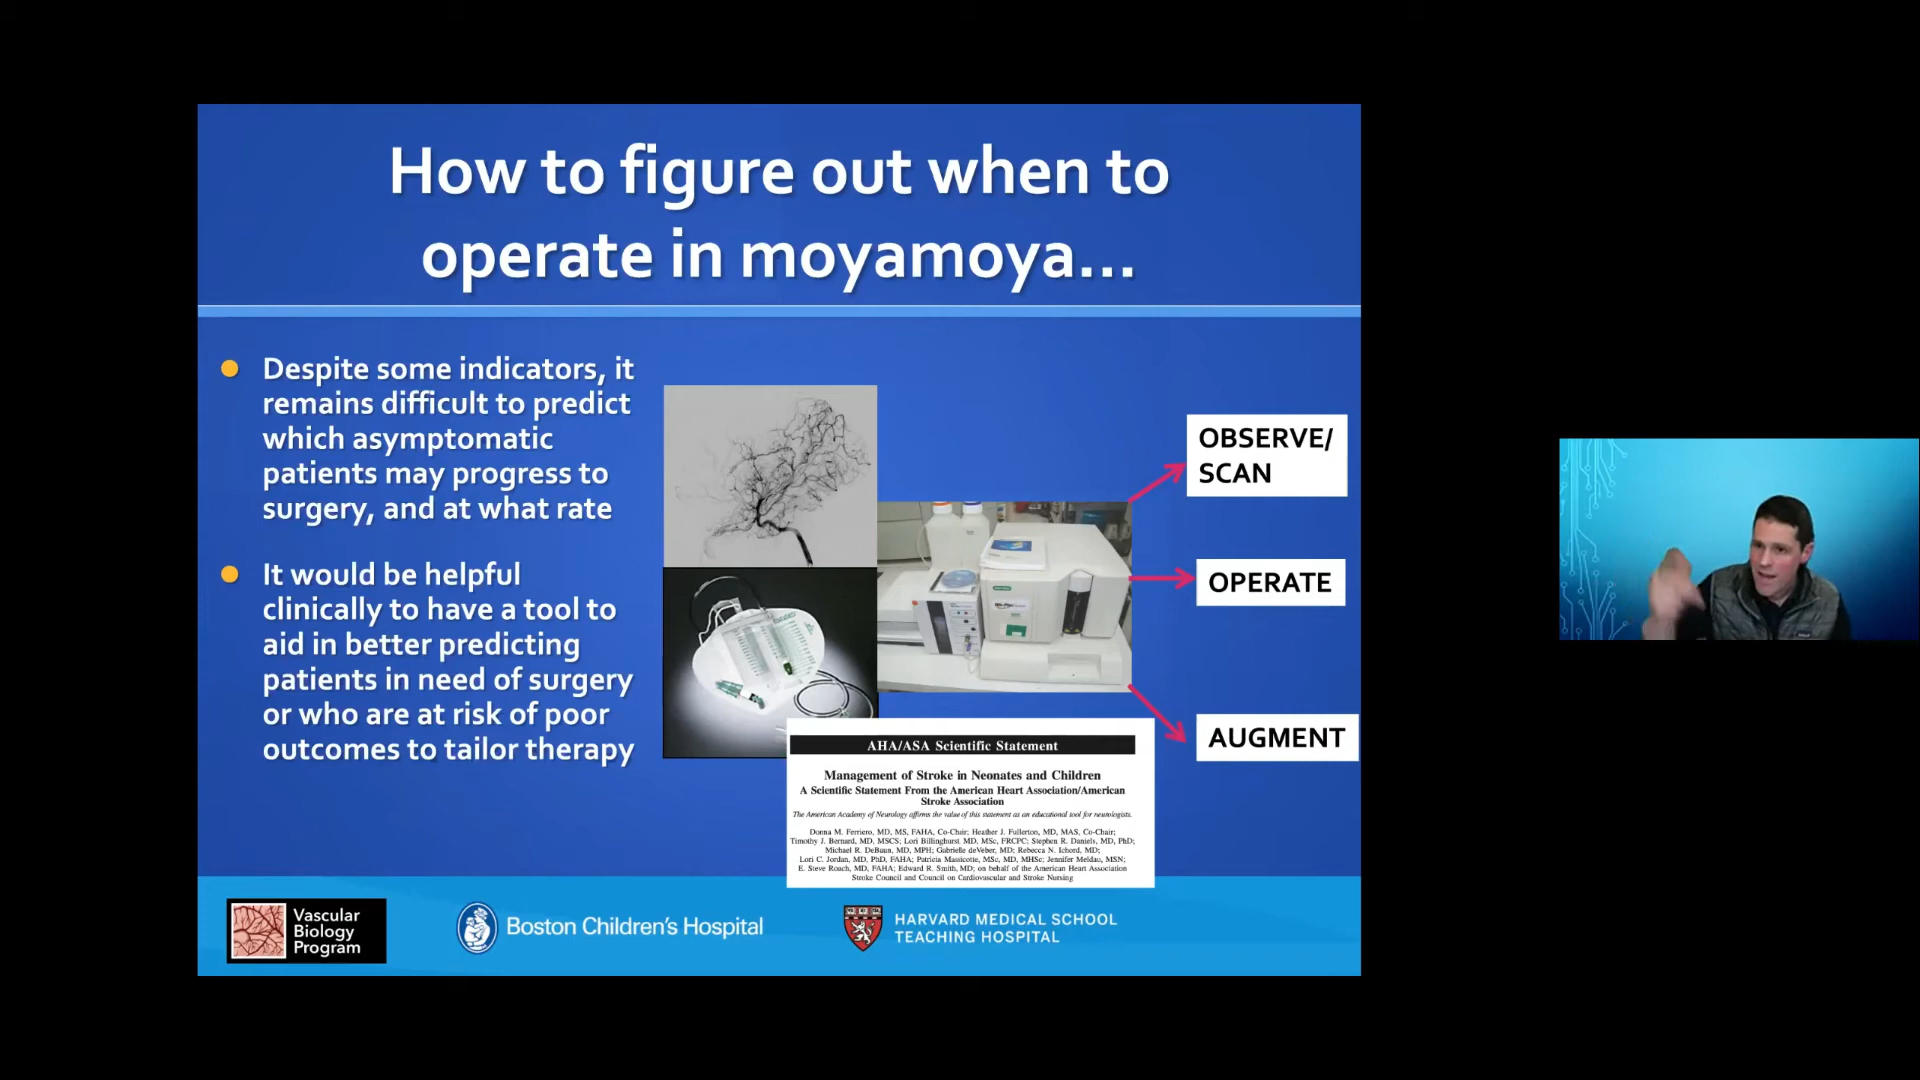 How to figure out when to
operate in moyamoya...
Despite some indicators, it
remains difficult to predict
which asymptomatic
patients may progress to
surgery, and at what rate
It would be helpful
clinically to have a tool to
aid in better predicting
patients in need of surgery
or who are at risk of poor
outcomes to tailor therapy
OBSERVE/
SCAN
OPERATE
AUGMENT
AHA/ASA Scientific Statement
Management of Stroke in Neonates and Children
A Scientific Statement From the American Heart Association/American
Stroke Association
The American Academy of Neurology affirms the value of this statement as an educational tool for neurologists.
Donna M. Ferriero, MD, MS, FAHA, Co-Chair; Heather J. Fullerton, MD, MAS, Co-Chair;
Timothy J. Bernard, MD, MSCS; Lori Billinghurst MD, MSc, FRCPC; Stephen R. Daniels, MD, PhD;
Michael R. DeBaun, MD, MPH; Gabrielle deVeber, MD; Rebecca N. Ichord, MD;
Lori C. Jordan, MD, PhD, FAHA; Patricia Massicotte, MSc, MD, MHSc; Jennifer Meldau, MSN;
E. Steve Roach, MD, FAHA; Edward R. Smith, MD; on behalf of the American Heart Association
Stroke Council and Council on Cardiovascular and Stroke Nursing
Vascular
Biology
Program
Boston Children's Hospital
HARVARD MEDICAL SCHOOL
TEACHING HOSPITAL